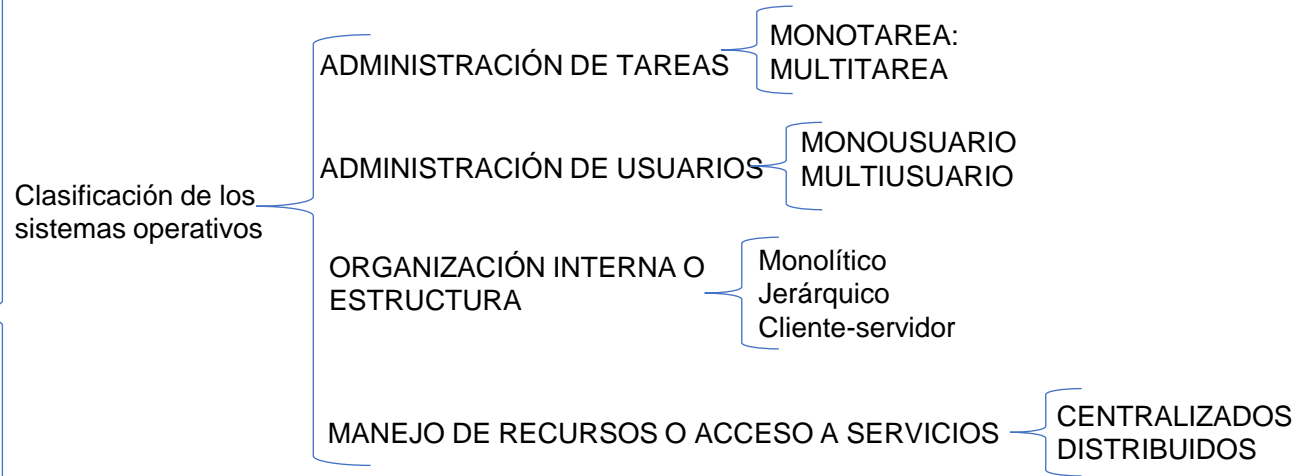 Clasificación de los
sistemas operativos
ADMINISTRACIÓN DE TAREAS
MONOTAREA:
MULTITAREA
ADMINISTRACIÓN DE USUARIOS
MONOUSUARIO
MULTIUSUARIO
ORGANIZACIÓN INTERNA O
ESTRUCTURA
Monolítico
Jerárquico
Cliente-servidor
MANEJO DE RECURSOS O ACCESO A SERVICIOS
CENTRALIZADOS
DISTRIBUIDOS